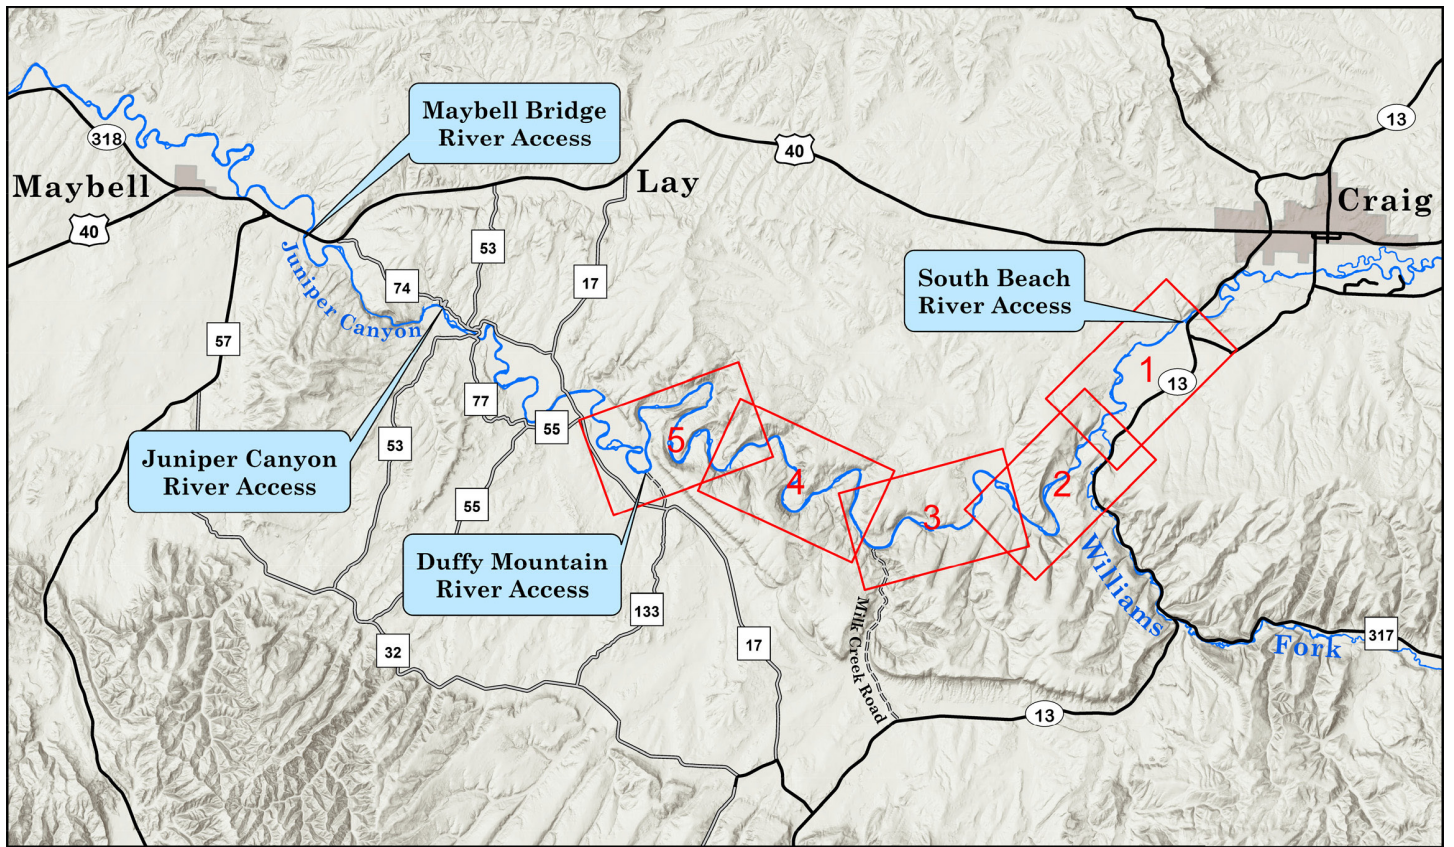 Maybell Bridge
River Access
13
318
40
Maybell
Lay
Craig
40
53
Juniper Canyon
74
17
South Beach
River Access
57
1
13
77
55
5
53
Juniper Canyon
River Access
4
2
55
3
Duffy Mountain
River Access
Williams
133
Milk Creek Road
32
17
Fork
317
13